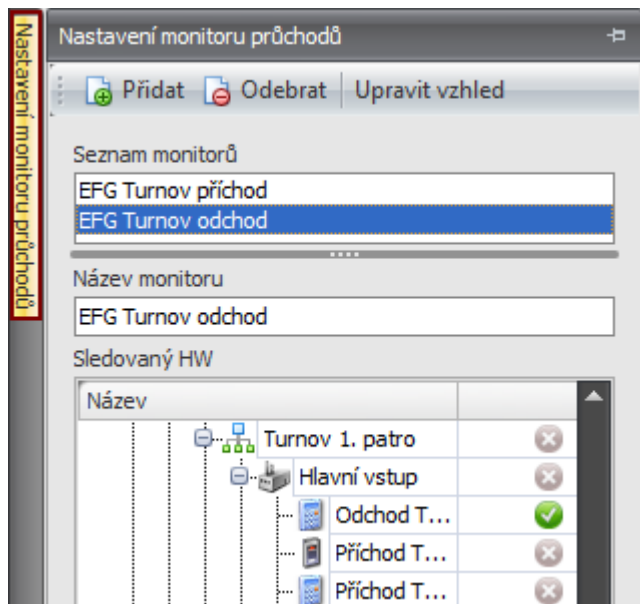 Nastavení monitoru průchodů
Nastavení monitoru průchodů
Přidat Odebrat Upravit vzhled
Seznam monitorů
EFG Turnov příchod
EFG Turnov odchod
Název monitoru
EFG Turnov odchod
Sledovaný HW
Název
Turnov 1. patro
Hlavní vstup
Odchod T...
Příchod T...
Příchod T...